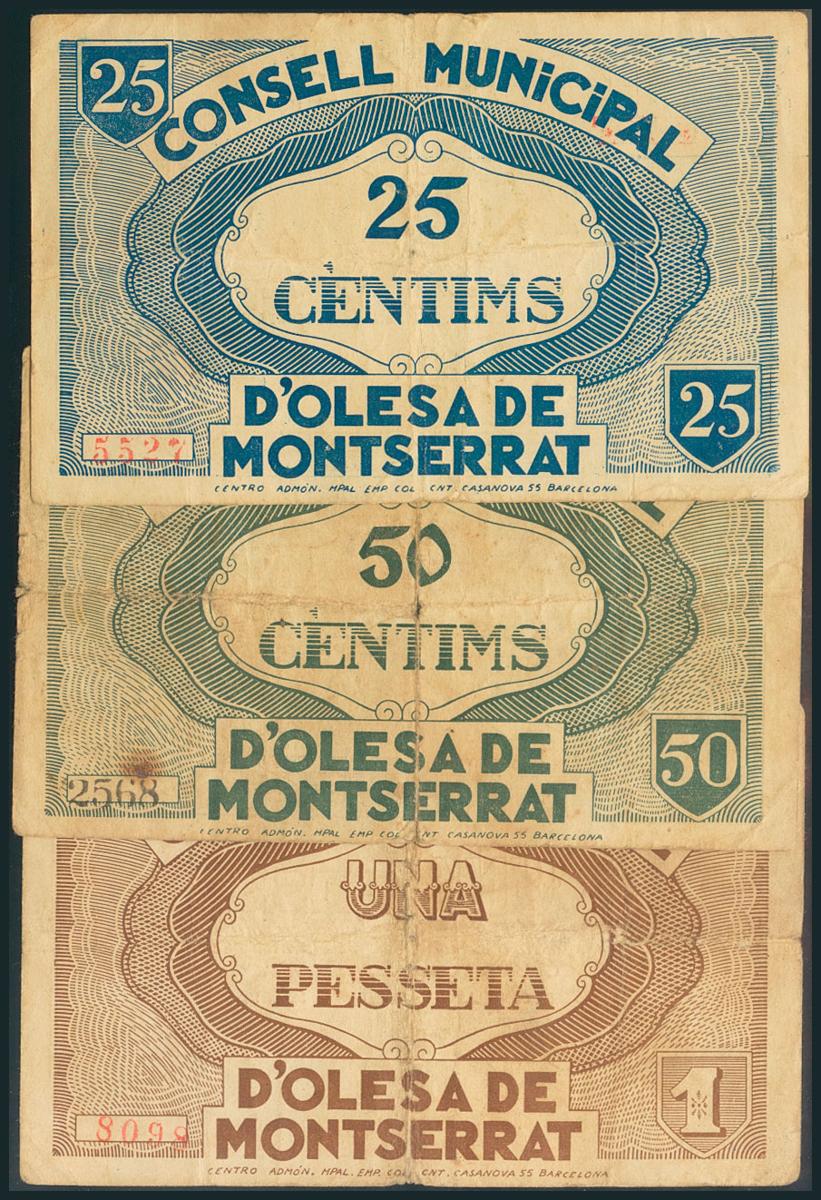 25
CONSELL MUNiCiPAL
25
CÈNTIMS
D'OLESA DE
MONTSERRAT
25
5527
CENTRO ADMÓN. MPAL EMP COL CNT. CASANOVA 55 BARCELONA
50
CÈNTIMS
D'OLESA DE
MONTSERRAT
50
2568
CENTRO ADMÓN. MPAL EMP COL CNT CASANOVA 55 BARCELONA
UNA
PESSETA
D'OLESA DE
MONTSERRAT
1
8098
CENTRO ADMÓN. MPAL. EMP. COL. CNT. CASANOVA 55 BARCELONA